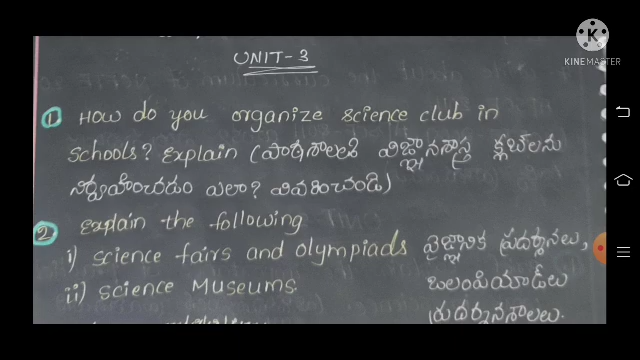 UNIT-3
KINEMASTER
1) How do you organize science club in
schools? Explain (పాఠశాలలలో విజ్ఞానశాస్త్ర క్లబ్‌లను
నిర్వహించడం ఎలా? వివరించండి)
2) Explain the following
i) science fairs and Olympiads వైజ్ఞానిక ప్రదర్శనలు,
ii) science Museums ఒలంపియాడ్‌లు
ప్రదర్శనశాలలు.